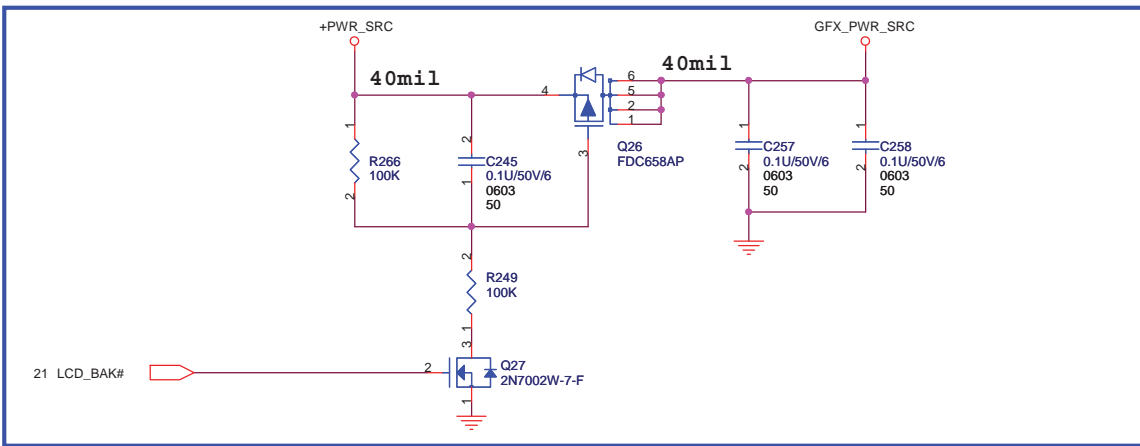 +PWR_SRC
GFX_PWR_SRC
40mil
40mil
4
6
5
2
1
3
Q26
FDC658AP
1
R266
100K
2
2
C245
0.1U/50V/6
0603
50
1
1
C257
0.1U/50V/6
0603
50
2
1
C258
0.1U/50V/6
0603
50
2
2
R249
100K
1
3
21 LCD_BAK#
2
Q27
2N7002W-7-F
1